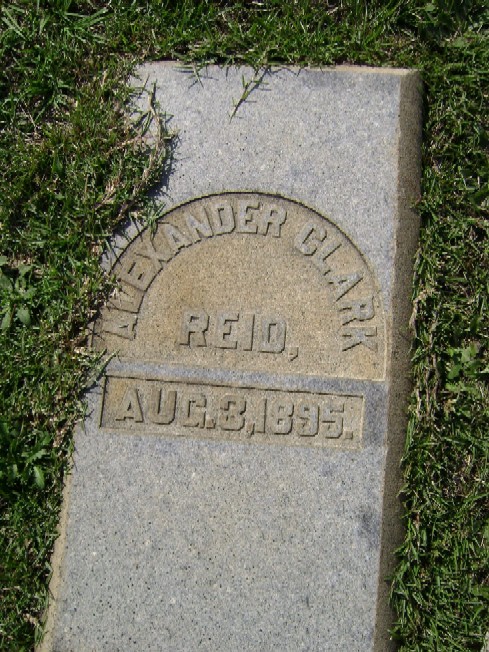 ALEXANDER CLARK
REID,
AUG. 3, 1895.